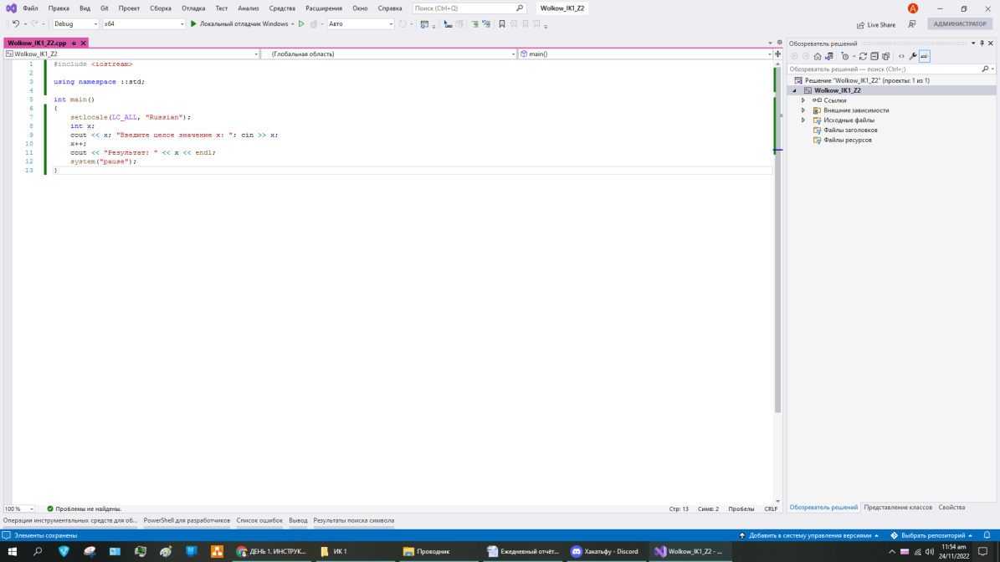 Файл Правка Вид Git Проект Сборка Отладка Тест Анализ Средства Расширения Окно Справка Поиск (Ctrl+Q) Wolkow_IK1_Z2 A
Debug x64 Локальный отладчик Windows Авто Live Share АДМИНИСТРАТОР
Wolkow_IK1_Z2.cpp
Wolkow_IK1_Z2 (Глобальная область) main()
1 #include <iostream>
2
3 using namespace ::std;
4
5 int main()
6 {
7 setlocale(LC_ALL, "Russian");
8 int x;
9 cout << x; "Введите целое значение x: "; cin >> x;
10 x++;
11 cout << "Результат: " << x << endl;
12 system("pause");
13 }
Обозреватель решений
Обозреватель решений — поиск (Ctrl+;)
Решение "Wolkow_IK1_Z2" (проекты: 1 из 1)
Wolkow_IK1_Z2
Ссылки
Внешние зависимости
Исходные файлы
Файлы заголовков
Файлы ресурсов
100 % Проблемы не найдены. Стр: 13 Симв: 2 Пробелы CRLF
Обозреватель решений Представление классов Свойства
Операции инструментальных средств для об... PowerShell для разработчиков Список ошибок Вывод Результаты поиска символа
Элементы сохранены Добавить в систему управления версиями Выбрать репозиторий
ДЕНЬ 1. ИНСТРУК... ИК 1 Проводник Ежедневный отчёт... Хакатьфу - Discord Wolkow_IK1_Z2 - ... 11:54 am
24/11/2022